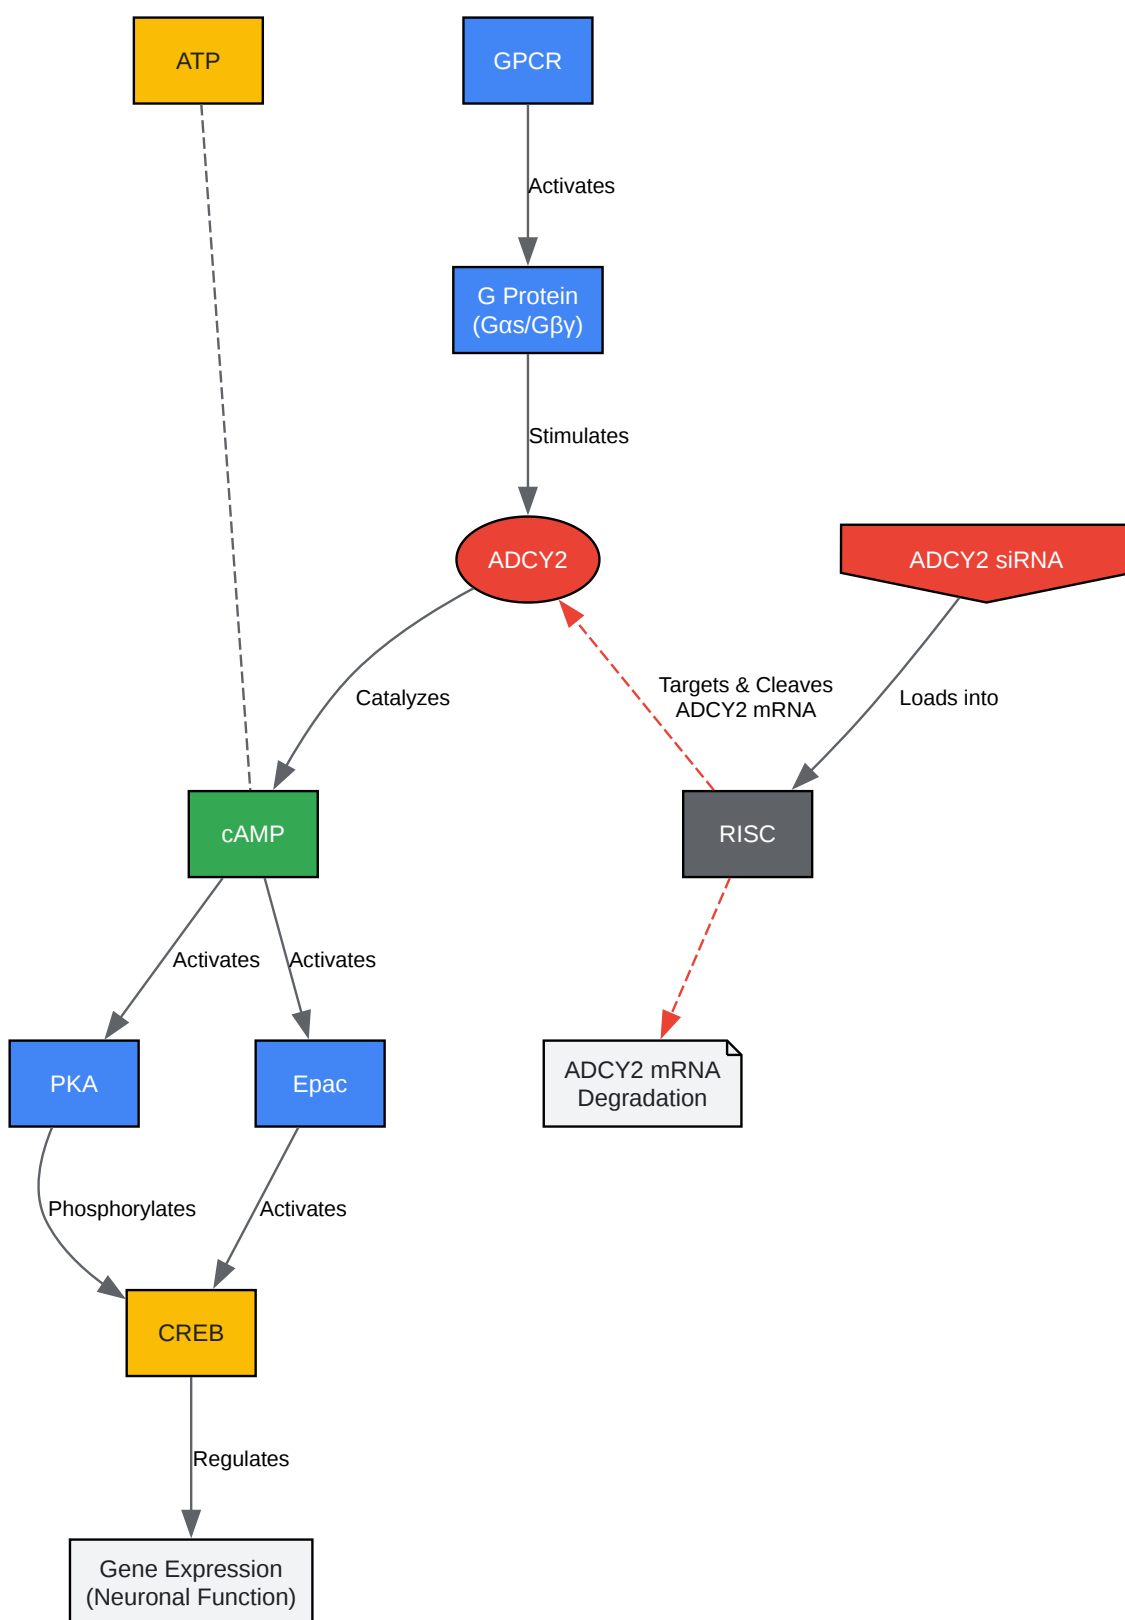 ATP
GPCR
Activates
G Protein
(Gαs/Gβγ)
Stimulates
ADCY2
ADCY2 siRNA
Catalyzes
Targets & Cleaves
ADCY2 mRNA
Loads into
cAMP
RISC
Activates
Activates
PKA
Epac
ADCY2 mRNA
Degradation
Phosphorylates
Activates
CREB
Regulates
Gene Expression
(Neuronal Function)